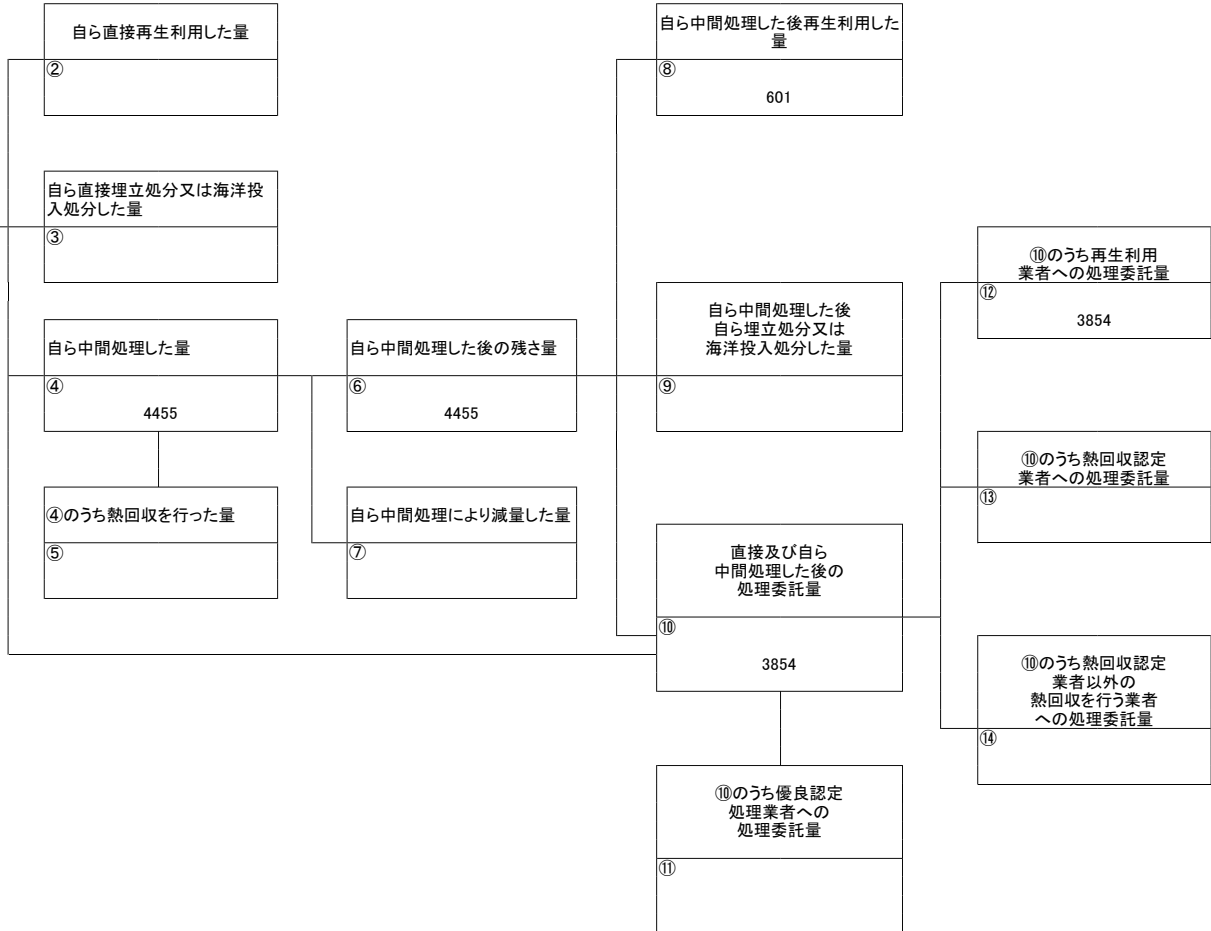 自ら直接再生利用した量
②
自ら直接埋立処分又は海洋投
入処分した量
③
自ら中間処理した量
④
4455
④のうち熱回収を行った量
⑤
自ら中間処理した後の残さ量
⑥
4455
自ら中間処理により減量した量
⑦
自ら中間処理した後再生利用した
量
⑧
601
自ら中間処理した後
自ら埋立処分又は
海洋投入処分した量
⑨
直接及び自ら
中間処理した後の
処理委託量
⑩
3854
⑩のうち優良認定
処理業者への
処理委託量
⑪
⑩のうち再生利用
業者への処理委託量
⑫
3854
⑩のうち熱回収認定
業者への処理委託量
⑬
⑩のうち熱回収認定
業者以外の
熱回収を行う業者
への処理委託量
⑭